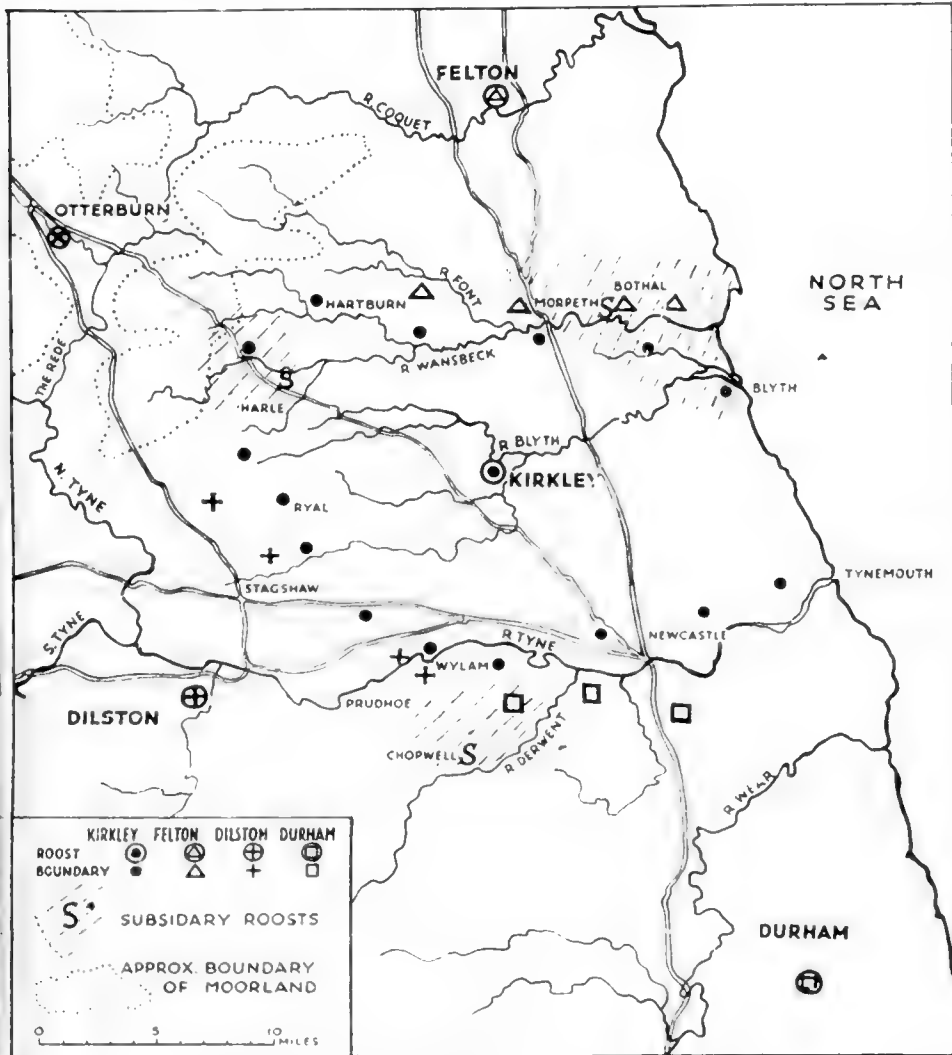 FELTON
R. COQUET
OTTERBURN
NORTH
SEA
R. FONT
BOTHAL
HARTBURN
MORPETH
S
THE REDE
R. WANSBECK
S
HARLE
BLYTH
R. BLYTH
KIRKLEY
N. TYNE
RYAL
TYNEMOUTH
STAGSHAW
S. TYNE
R. TYNE
NEWCASTLE
WYLAM
PRUDHOE
DILSTON
CHOPWELL
S
R. DERWENT
R. WEAR
DURHAM
KIRKLEY FELTON DILSTOM DURHAM
ROOST
BOUNDARY
S SUBSIDARY ROOSTS
APPROX. BOUNDARY
OF MOORLAND
0 5 10
MILES